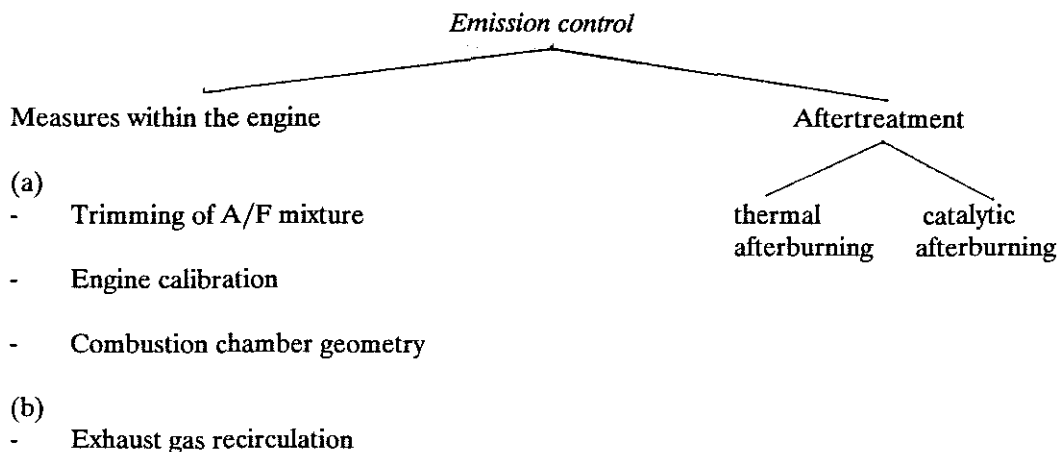 Emission control
Measures within the engine
Aftertreatment
(a)
- Trimming of A/F mixture
thermal catalytic
afterburning afterburning
- Engine calibration
- Combustion chamber geometry
(b)
- Exhaust gas recirculation